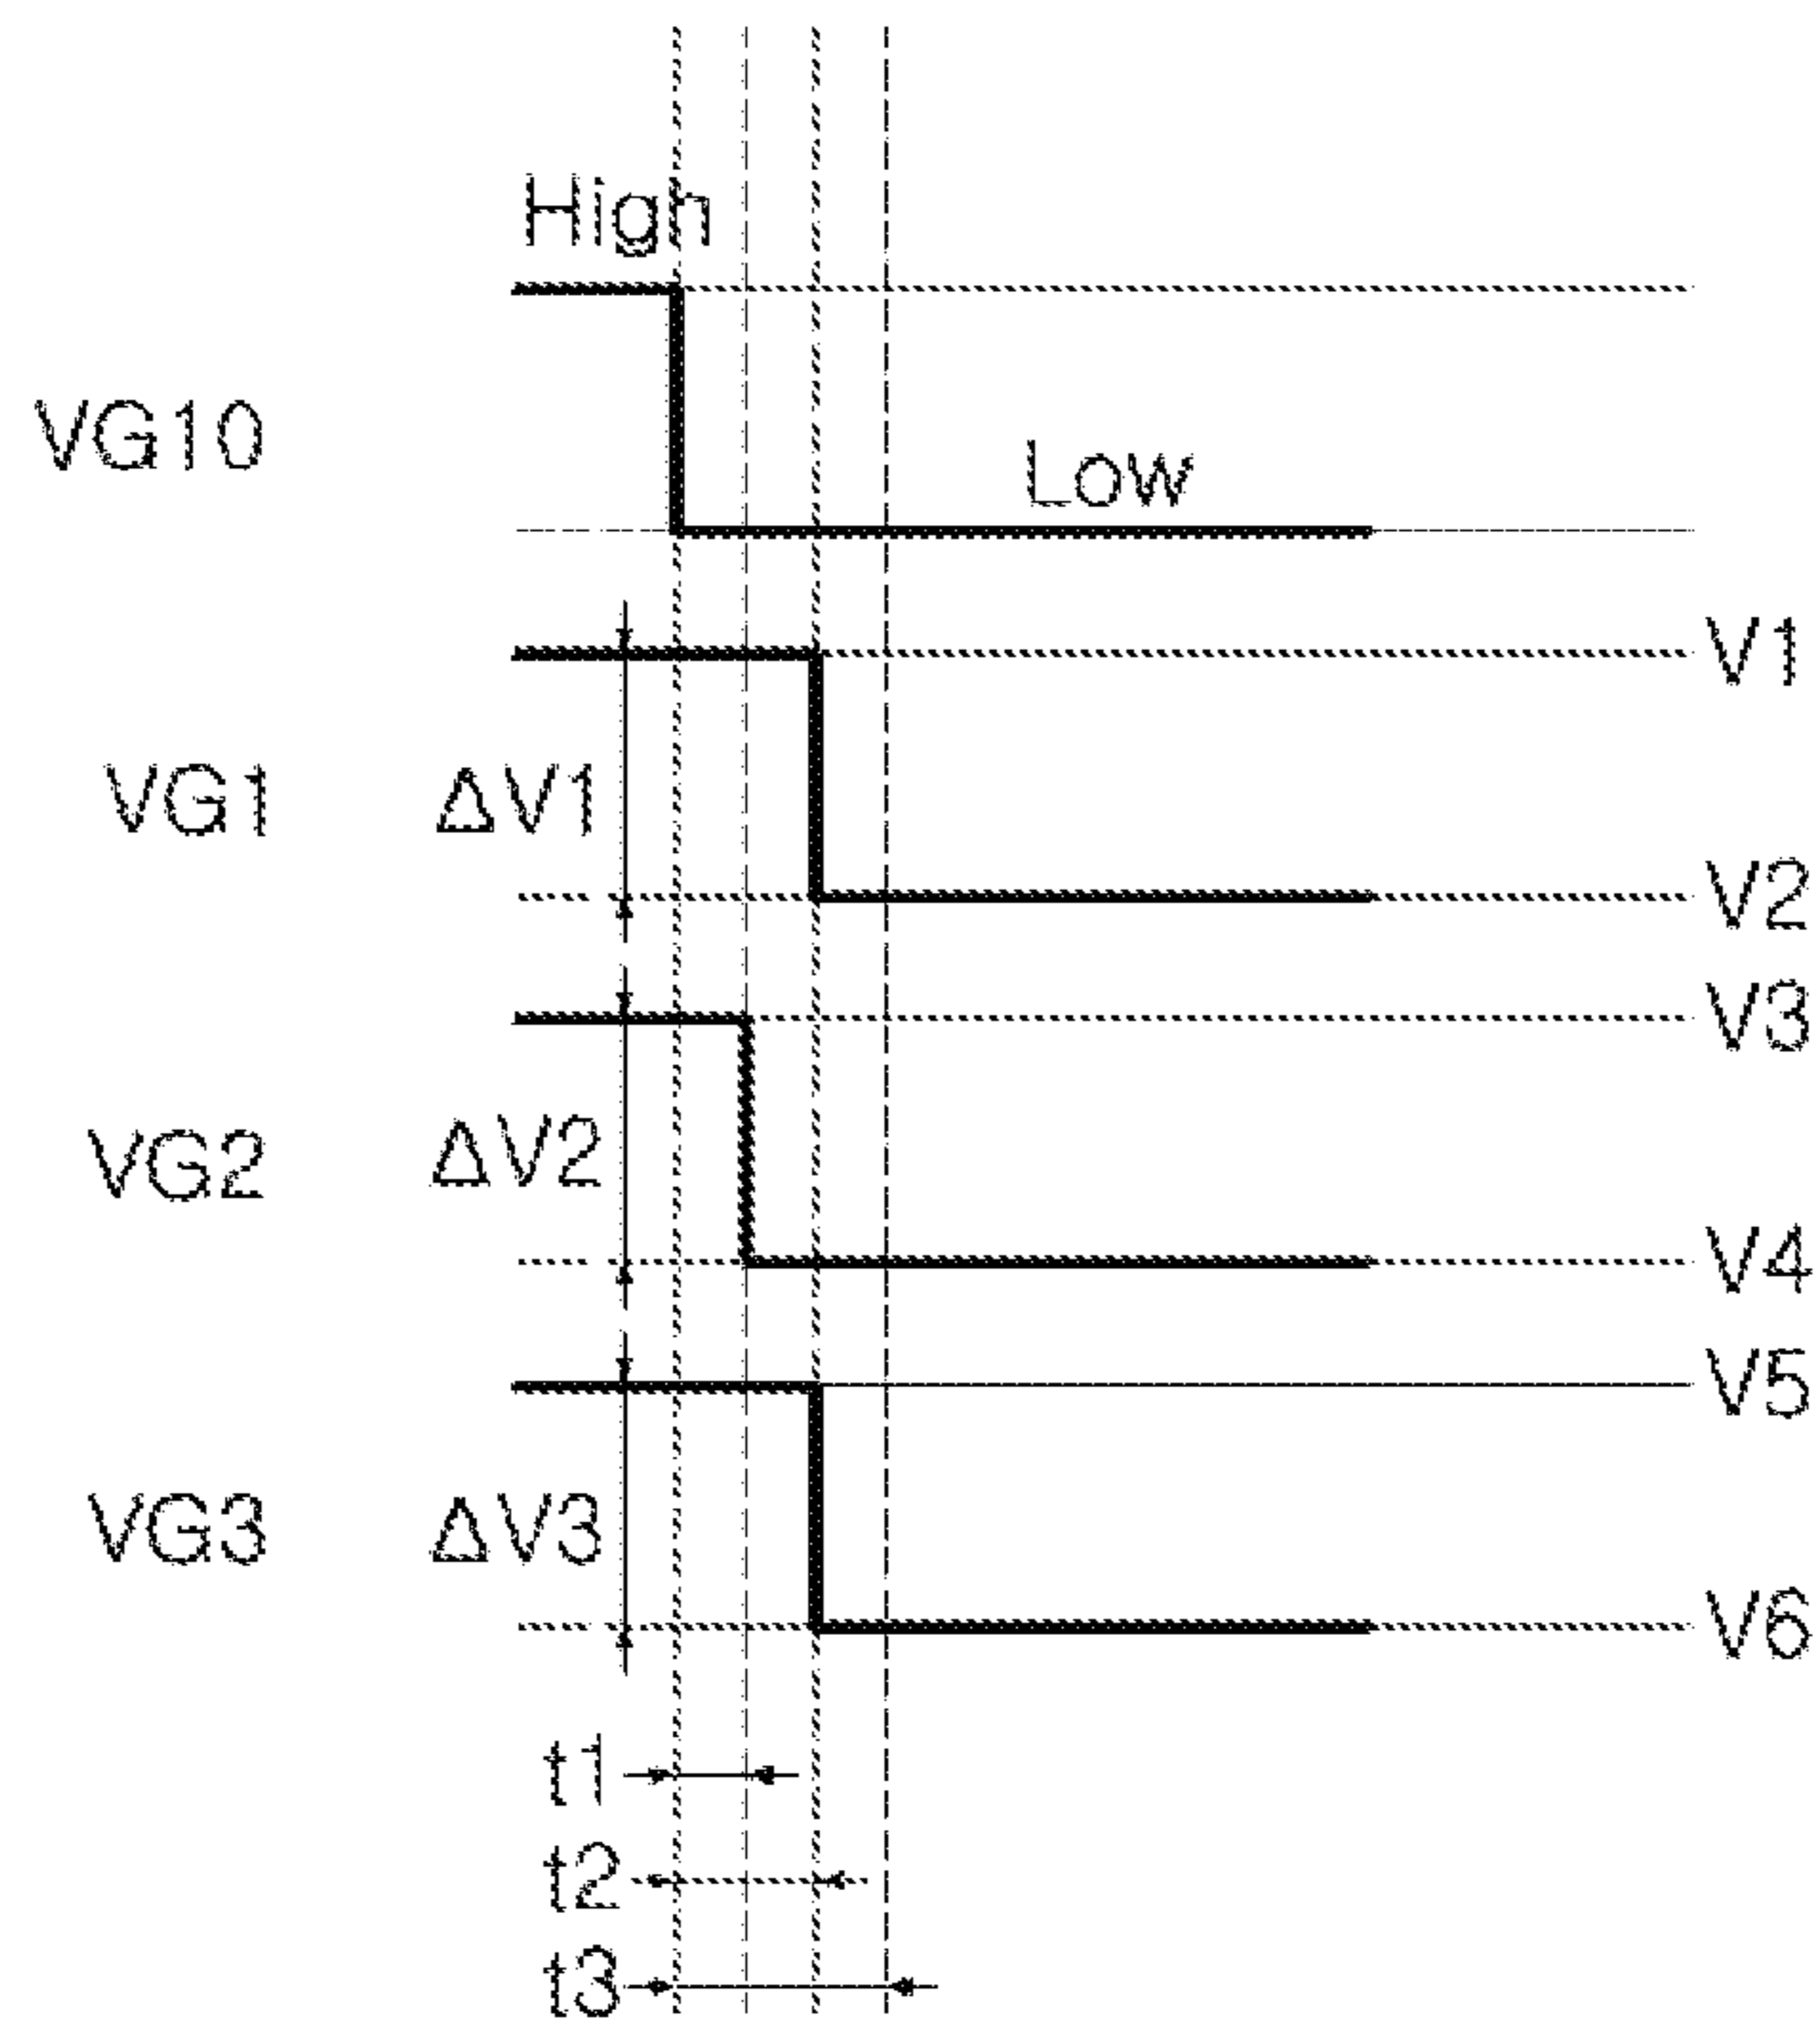 High
VG10
Low
V1
VG1 ΔV1
V2
V3
VG2 ΔV2
V4
V5
VG3 ΔV3
V6
t1
t2
t3